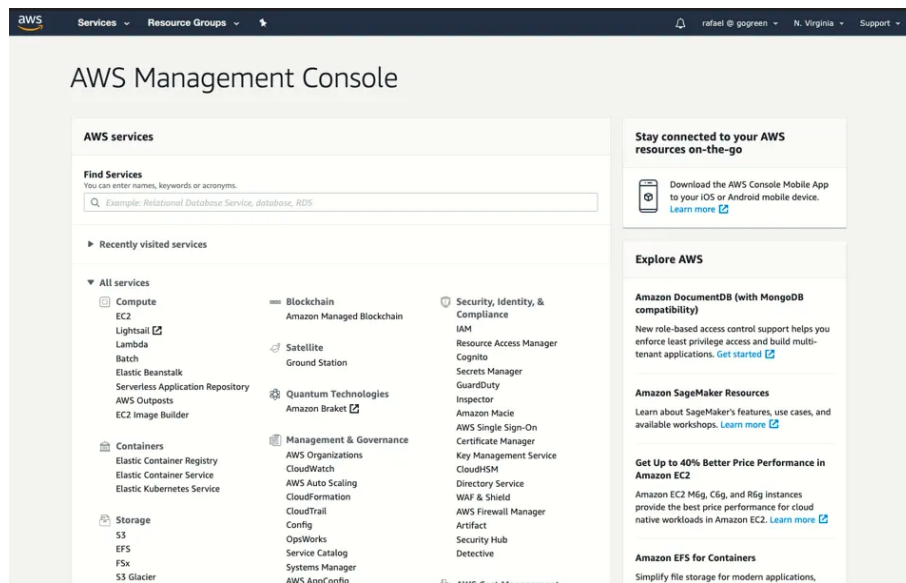 aws
Services
Resource Groups
rafael @ gogreen
N. Virginia
Support
AWS Management Console
AWS services
Find Services
You can enter names, keywords or acronyms.
Example: Relational Database Service, database, RDS
Recently visited services
All services
Compute
EC2
Lightsail
Lambda
Batch
Elastic Beanstalk
Serverless Application Repository
AWS Outposts
EC2 Image Builder
Containers
Elastic Container Registry
Elastic Container Service
Elastic Kubernetes Service
Storage
S3
EFS
FSx
S3 Glacier
Blockchain
Amazon Managed Blockchain
Satellite
Ground Station
Quantum Technologies
Amazon Braket
Management & Governance
AWS Organizations
CloudWatch
AWS Auto Scaling
CloudFormation
CloudTrail
Config
OpsWorks
Service Catalog
Systems Manager
AWS AppConfig
Security, Identity, &
Compliance
IAM
Resource Access Manager
Cognito
Secrets Manager
GuardDuty
Inspector
Amazon Macie
AWS Single Sign-On
Certificate Manager
Key Management Service
CloudHSM
Directory Service
WAF & Shield
AWS Firewall Manager
Artifact
Security Hub
Detective
AWS Cost Management
Stay connected to your AWS
resources on-the-go
Download the AWS Console Mobile App
to your iOS or Android mobile device.
Learn more
Explore AWS
Amazon DocumentDB (with MongoDB
compatibility)
New role-based access control support helps you
enforce least privilege access and build multi-
tenant applications. Get started
Amazon SageMaker Resources
Learn about SageMaker's features, use cases, and
available workshops. Learn more
Get Up to 40% Better Price Performance in
Amazon EC2
Amazon EC2 M6g, C6g, and R6g instances
provide the best price performance for cloud
native workloads in Amazon EC2. Learn more
Amazon EFS for Containers
Simplify file storage for modern applications,